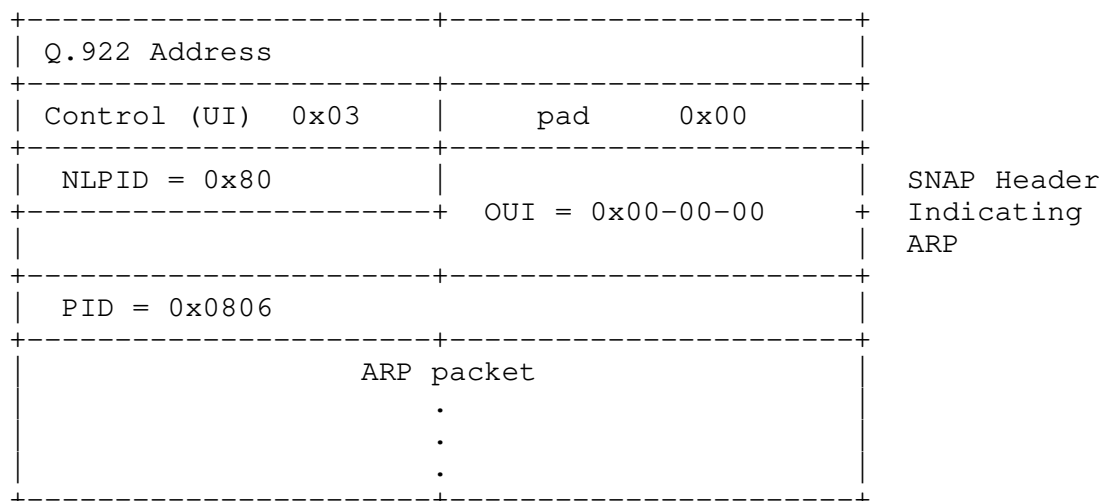 Q.922 Address
Control (UI) 0x03 pad 0x00
NLPID = 0x80 SNAP Header
OUI = 0x00-00-00 Indicating
ARP
PID = 0x0806
ARP packet
.
.
.